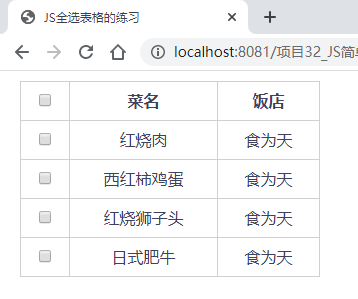 JS全选表格的练习
localhost:8081/项目32_JS简
菜名 饭店
红烧肉 食为天
西红柿鸡蛋 食为天
红烧狮子头 食为天
日式肥牛 食为天